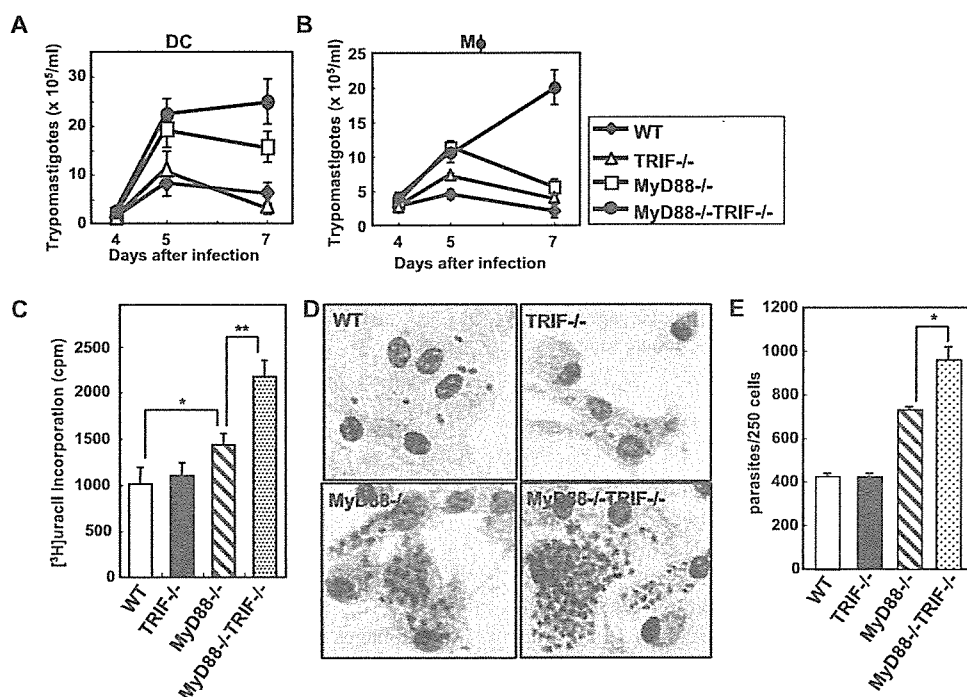 A
DC
Trypomastigotes (x 10⁵/ml)
30
20
10
0
4
5
7
Days after infection
B
Mϕ
Trypomastigotes (x 10⁵/ml)
25
20
15
10
5
0
4
5
7
Days after infection
WT
TRIF-/-
MyD88-/-
MyD88-/-TRIF-/-
C
[³H]uracil incorporation (cpm)
2500
2000
1500
1000
500
0
*
**
WT
TRIF-/-
MyD88-/-
MyD88-/-TRIF-/-
D
WT
TRIF-/-
MyD88-/-
MyD88-/-TRIF-/-
E
parasites/250 cells
1200
1000
800
600
400
200
0
*
WT
TRIF-/-
MyD88-/-
MyD88-/-TRIF-/-